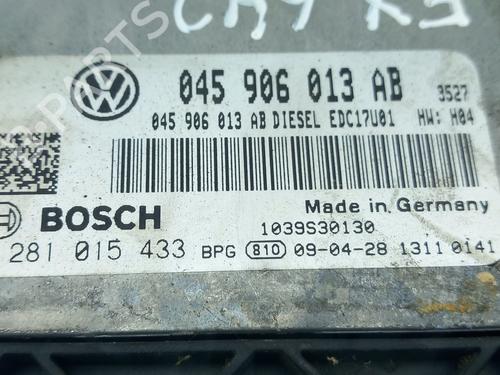 045 906 013 AB 3527
045 906 013 AB DIESEL EDC17U01 HW: H04
BOSCH Made in Germany
1039S30130
281 015 433 BPG 810 09-04-28 1311 0141